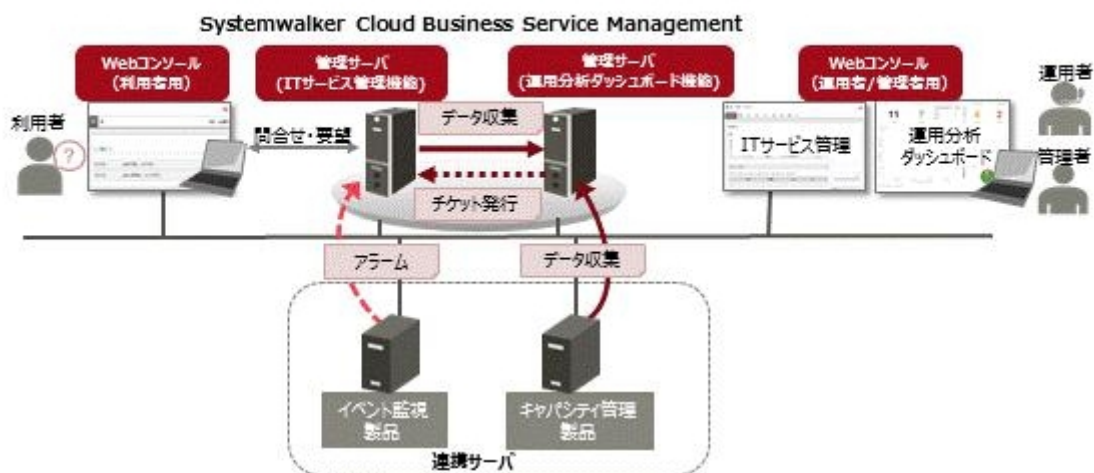 Systemwalker Cloud Business Service Management
Webコンソール
(利用者用)
管理サーバ
(ITサービス管理機能)
管理サーバ
(運用分析ダッシュボード機能)
Webコンソール
(運用者/管理者用)
利用者
?
問合せ・要望
データ収集
チケット発行
ITサービス管理
11
運用分析
ダッシュボード
運用者
管理者
アラーム
データ収集
イベント監視
製品
キャパシティ管理
製品
連携サーバ